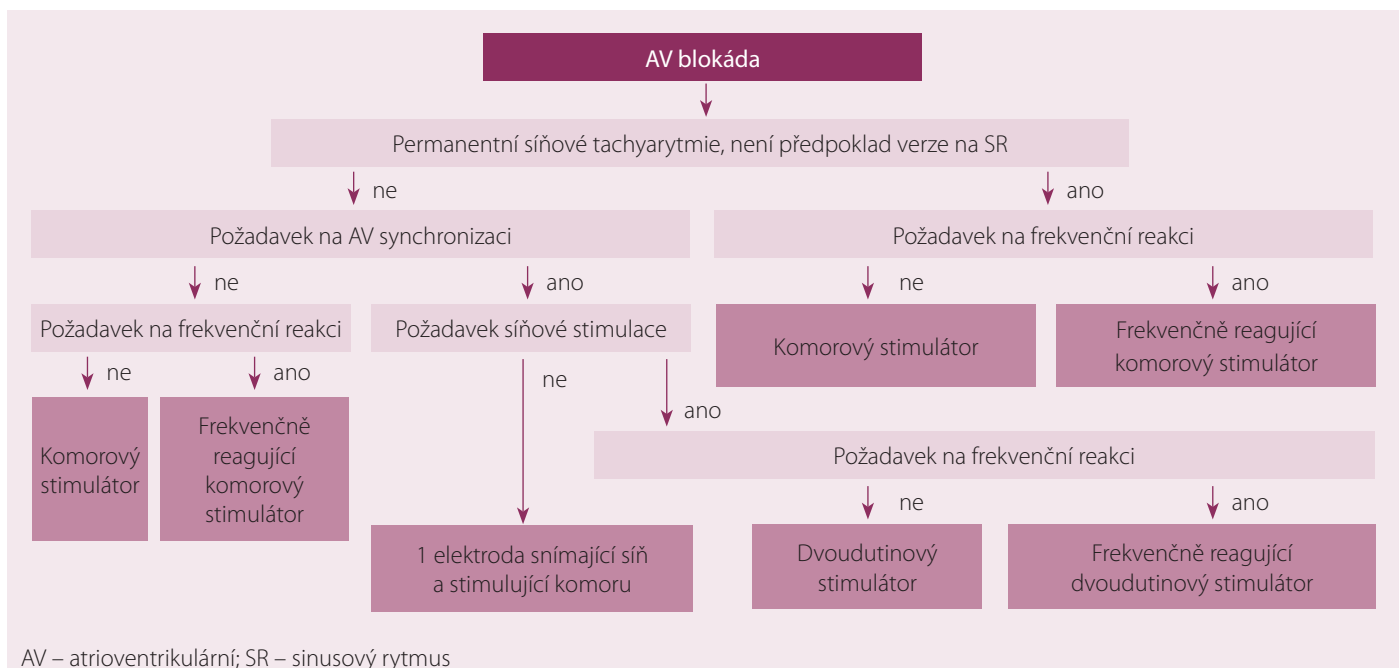 AV blokáda
Permanentní síňové tachyarytmie, není předpoklad verze na SR
ne
ano
Požadavek na AV synchronizaci
Požadavek na frekvenční reakci
ne
ano
ne
ano
Požadavek na frekvenční reakci
Požadavek síňové stimulace
Komorový stimulátor
Frekvenčně reagující
komorový stimulátor
ne
ano
ne
ano
Komorový
stimulátor
Frekvenčně
reagující
komorový
stimulátor
Požadavek na frekvenční reakci
ne
ano
1 elektroda snímající síň
a stimulující komoru
Dvoudutinový
stimulátor
Frekvenčně reagující
dvoudutinový stimulátor
AV – atrioventrikulární; SR – sinusový rytmus